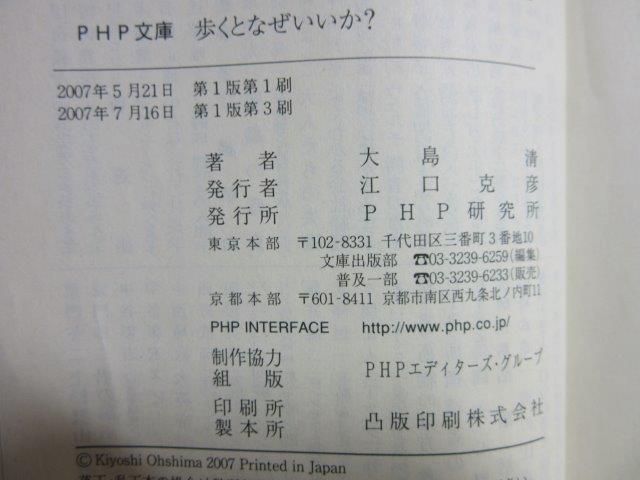 PHP文庫 歩くとなぜいいか？
2007年5月21日 第1版第1刷
2007年7月16日 第1版第3刷
著者 大島清
発行者 江口克彦
発行所 PHP研究所
東京本部 〒102-8331 千代田区三番町3番地10
文庫出版部 ☎03-3239-6259(編集)
普及一部 ☎03-3239-6233(販売)
京都本部 〒601-8411 京都市南区西九条北ノ内町11
PHP INTERFACE http://www.php.co.jp/
制作協力
組版 PHPエディターズ・グループ
印刷所
製本所 凸版印刷株式会社
© Kiyoshi Ohshima 2007 Printed in Japan